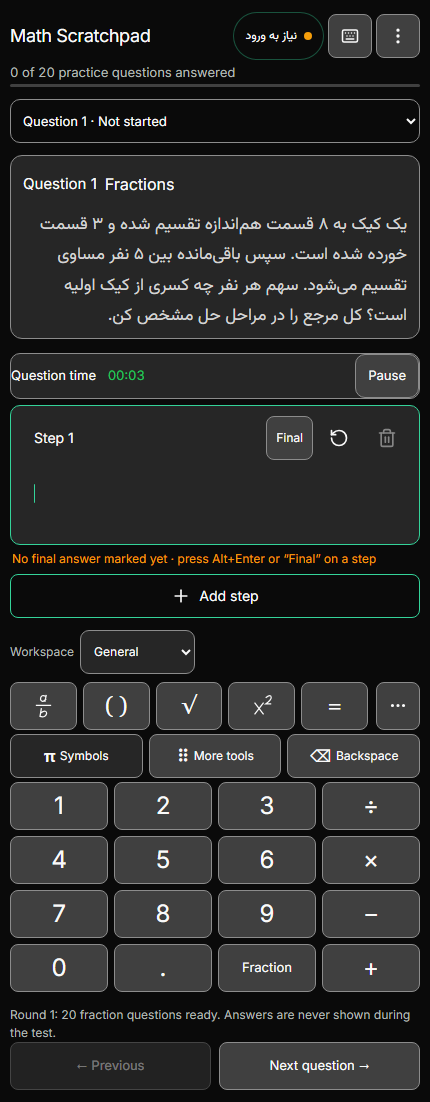 Math Scratchpad
نیاز به ورود
0 of 20 practice questions answered
Question 1 · Not started
Question 1 Fractions
یک کیک به ۸ قسمت هم‌اندازه تقسیم شده و ۳ قسمت
خورده شده است. سپس باقی‌مانده بین ۵ نفر مساوی
تقسیم می‌شود. سهم هر نفر چه کسری از کیک اولیه
است؟ کل مرجع را در مراحل حل مشخص کن.
Question time 00:03 Pause
Step 1 Final
No final answer marked yet · press Alt+Enter or “Final” on a step
+ Add step
Workspace General
a/b ( ) √ x² = ...
π Symbols More tools ⌫ Backspace
1 2 3 ÷
4 5 6 ×
7 8 9 −
0 . Fraction +
Round 1: 20 fraction questions ready. Answers are never shown during
the test.
← Previous Next question →